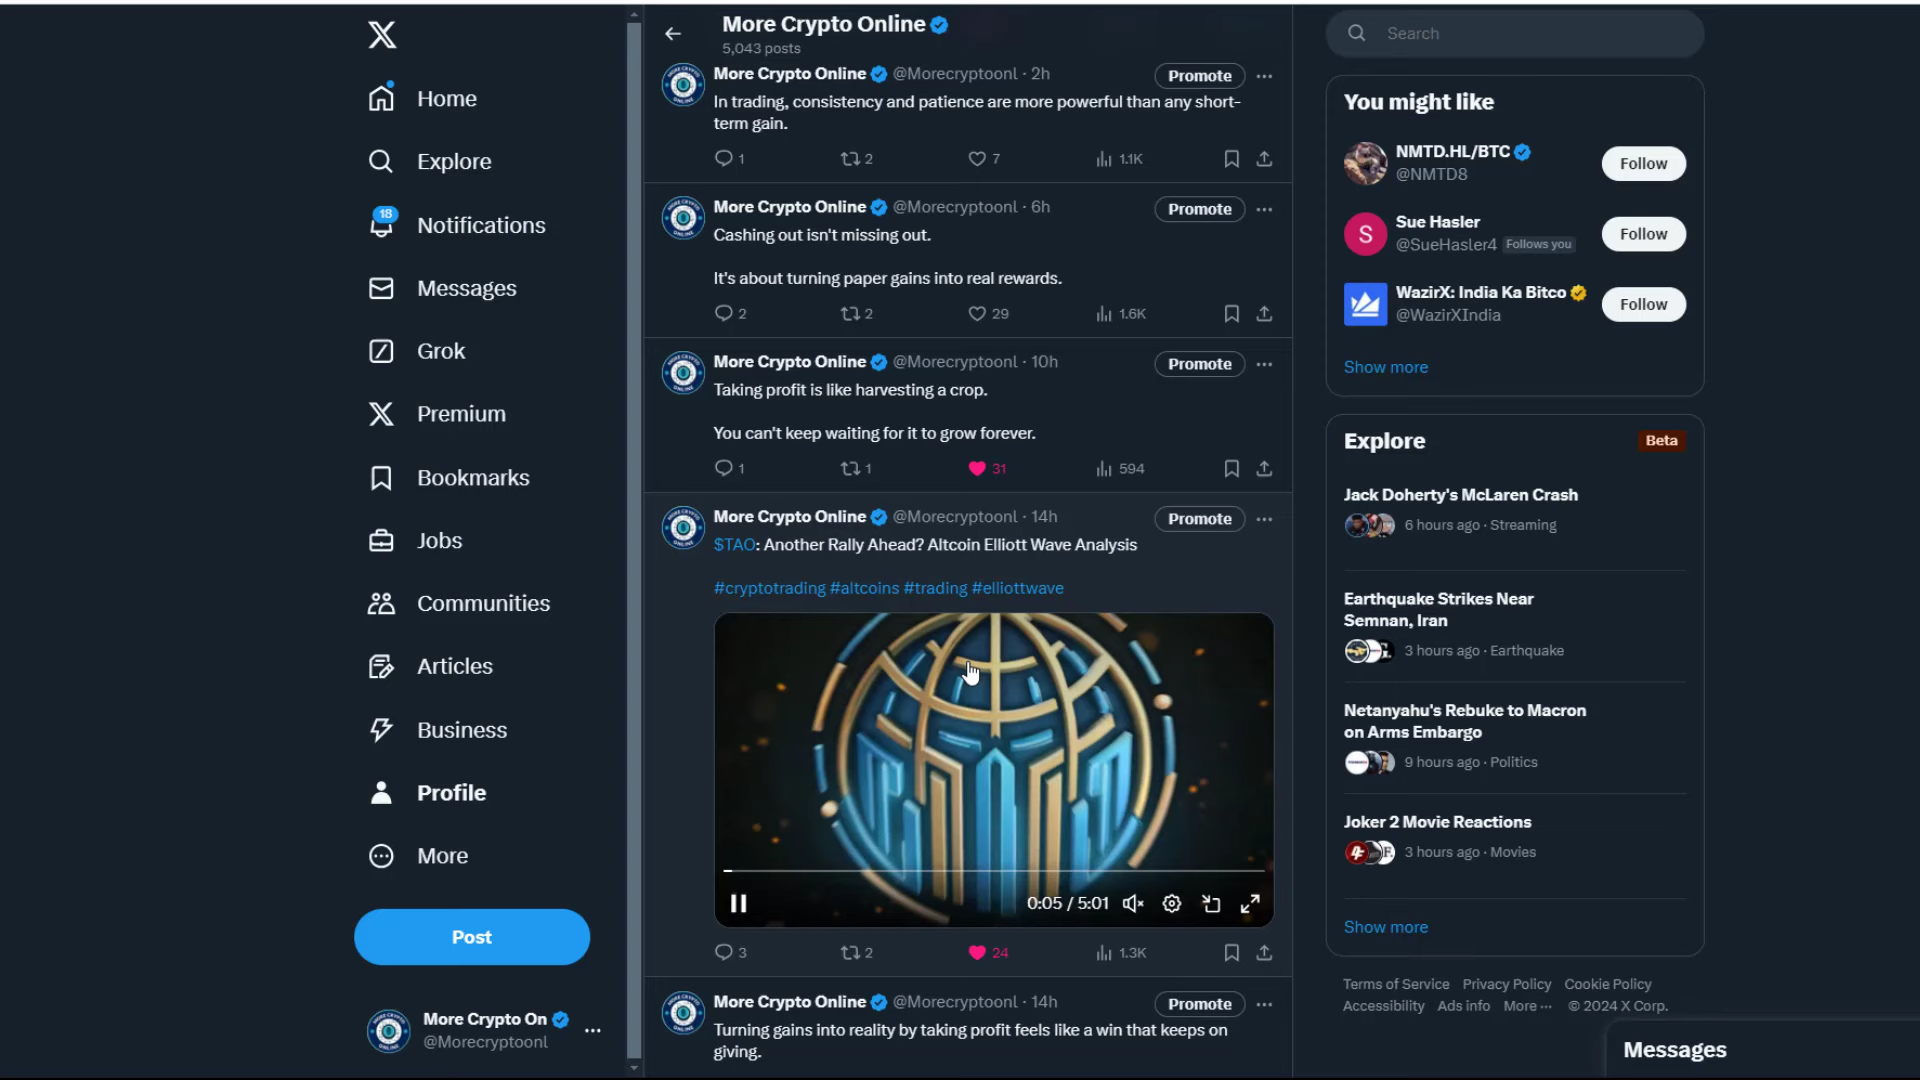 Home
Explore
18
Notifications
Messages
Grok
Premium
Bookmarks
Jobs
Communities
Articles
Business
Profile
More
Post
More Crypto On
@Morecryptoonl
More Crypto Online
5,043 posts
More Crypto Online @Morecryptoonl · 2h
Promote
In trading, consistency and patience are more powerful than any short-
term gain.
1 2 7 1.1K
More Crypto Online @Morecryptoonl · 6h
Promote
Cashing out isn't missing out.
It's about turning paper gains into real rewards.
2 2 29 1.6K
More Crypto Online @Morecryptoonl · 10h
Promote
Taking profit is like harvesting a crop.
You can't keep waiting for it to grow forever.
1 1 31 594
More Crypto Online @Morecryptoonl · 14h
Promote
$TAO: Another Rally Ahead? Altcoin Elliott Wave Analysis
#cryptotrading #altcoins #trading #elliottwave
0:05 / 5:01
3 2 24 1.3K
More Crypto Online @Morecryptoonl · 14h
Promote
Turning gains into reality by taking profit feels like a win that keeps on
giving.
Search
You might like
NMTD.HL/BTC
@NMTD8
Follow
S
Sue Hasler
@SueHasler4 Follows you
Follow
WazirX: India Ka Bitco
@WazirXIndia
Follow
Show more
Explore
Beta
Jack Doherty's McLaren Crash
6 hours ago · Streaming
Earthquake Strikes Near
Semnan, Iran
3 hours ago · Earthquake
Netanyahu's Rebuke to Macron
on Arms Embargo
9 hours ago · Politics
Joker 2 Movie Reactions
3 hours ago · Movies
Show more
Terms of Service Privacy Policy Cookie Policy
Accessibility Ads info More ··· © 2024 X Corp.
Messages